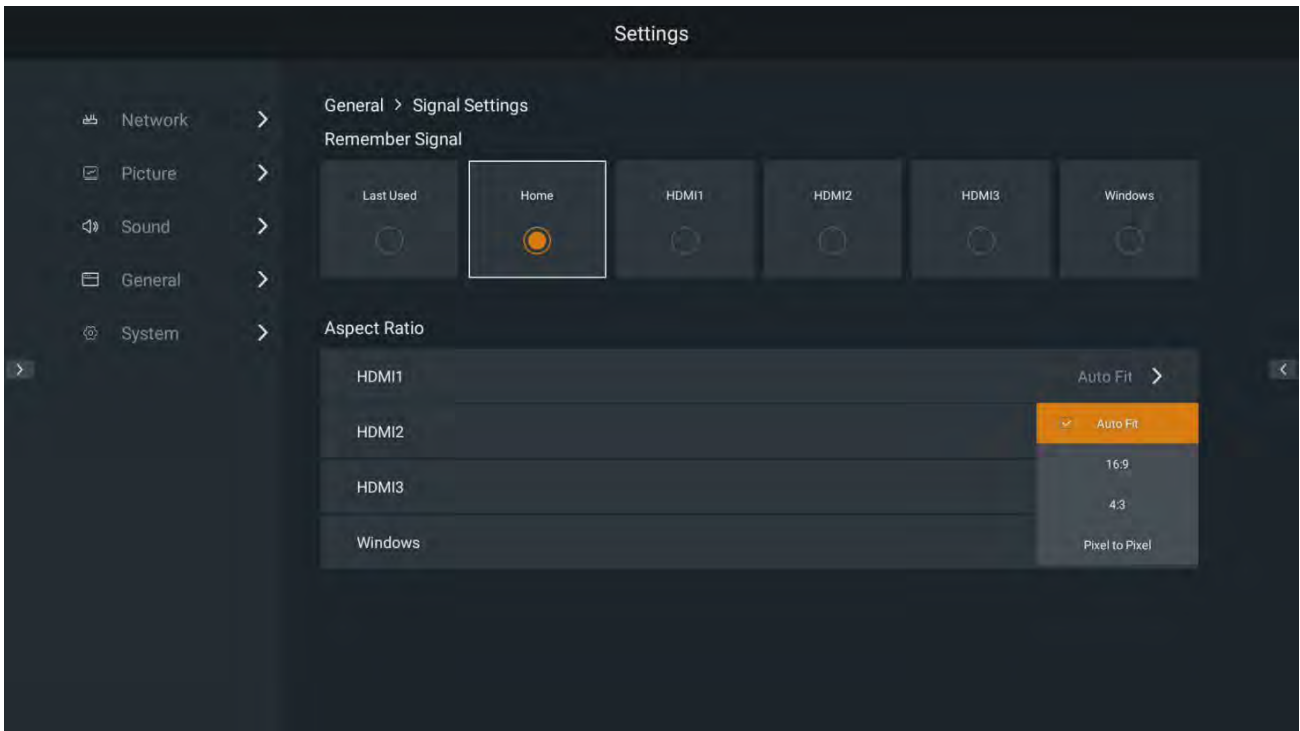 Settings
Network
Picture
Sound
General
System
General > Signal Settings
Remember Signal
Last Used
Home
HDMI1
HDMI2
HDMI3
Windows
Aspect Ratio
HDMI1
Auto Fit
HDMI2
HDMI3
Windows
Auto Fit
16:9
4:3
Pixel to Pixel